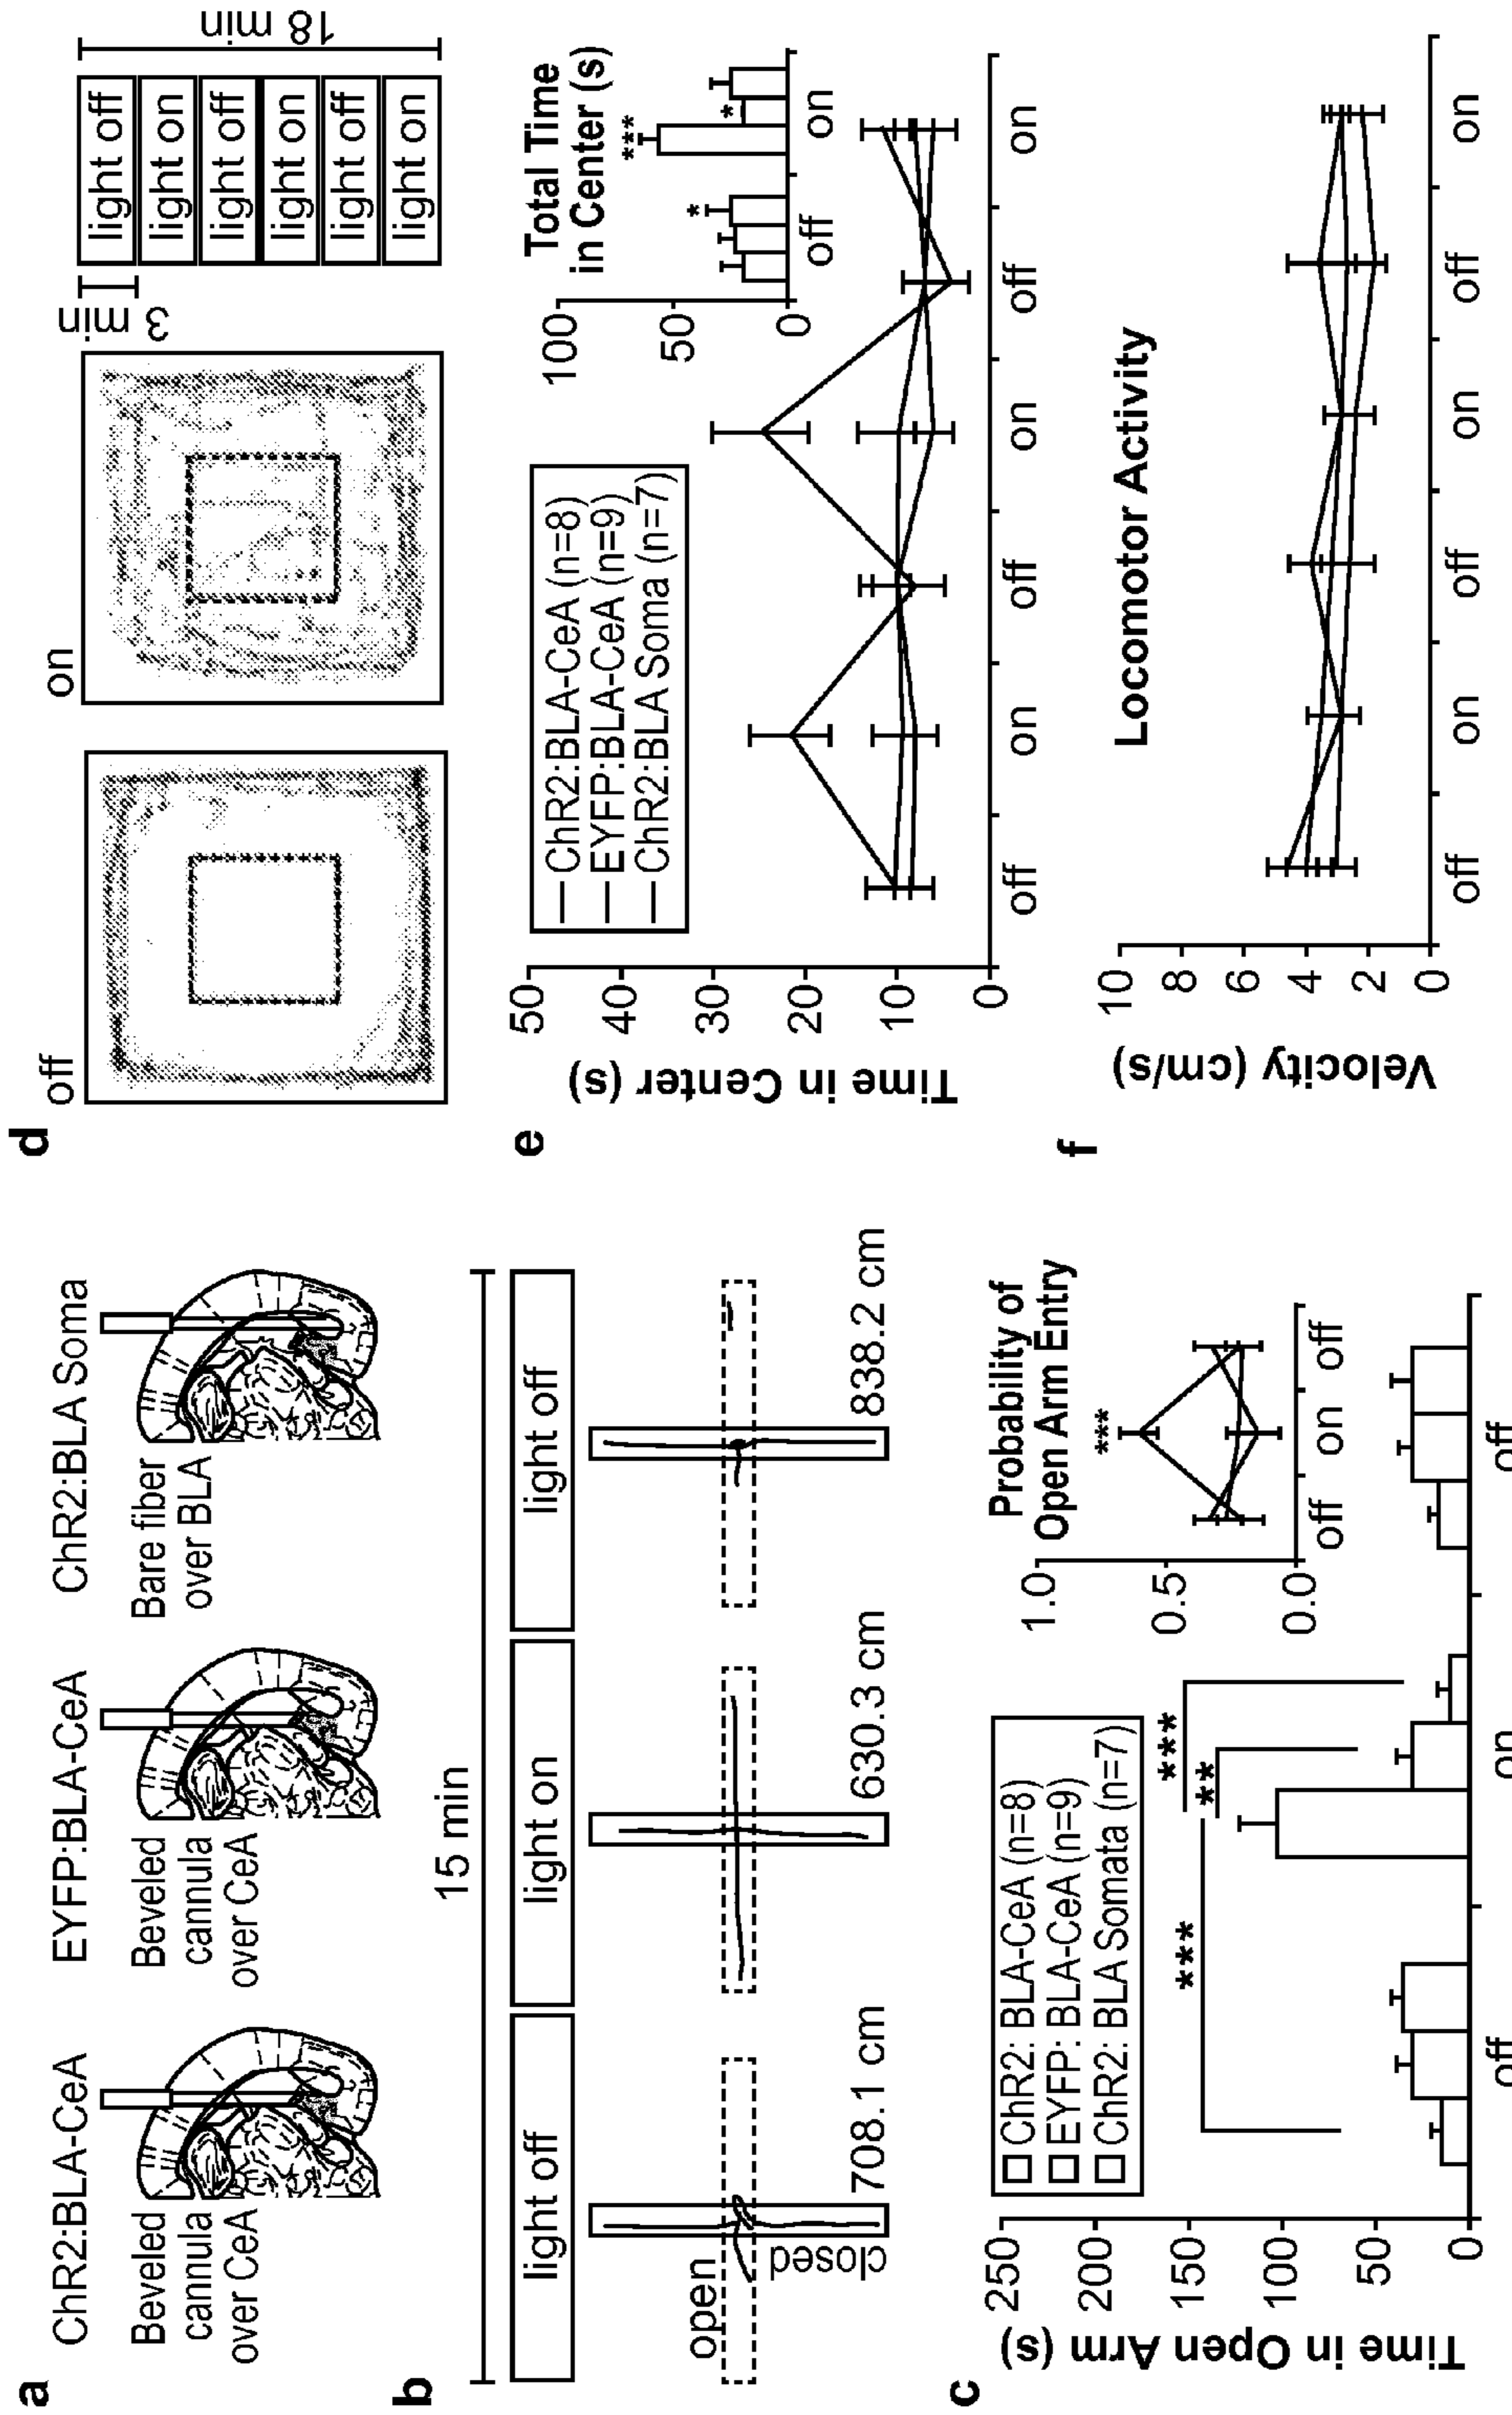 a
ChR2:BLA-CeA
EYFP:BLA-CeA
ChR2:BLA Soma
Beveled
cannula
over CeA
Beveled
cannula
over CeA
Bare fiber
over BLA
b
15 min
light off
light on
light off
open
closed
708.1 cm
630.3 cm
838.2 cm
c
Time in Open Arm (s)
250
200
150
100
50
0
ChR2: BLA-CeA (n=8)
EYFP: BLA-CeA (n=9)
ChR2: BLA Somata (n=7)
***
***
**
off
on
off
Probability of
Open Arm Entry
1.0
0.5
0.0
***
off
on
off
d
off
on
3 min
light off
light on
light off
light on
light off
light on
18 min
e
Time in Center (s)
50
40
30
20
10
0
ChR2:BLA-CeA (n=8)
EYFP:BLA-CeA (n=9)
ChR2:BLA Soma (n=7)
off
on
off
on
off
on
Total Time
in Center (s)
100
50
0
*
***
*
off
on
f
Locomotor Activity
Velocity (cm/s)
10
8
6
4
2
0
off
on
off
on
off
on